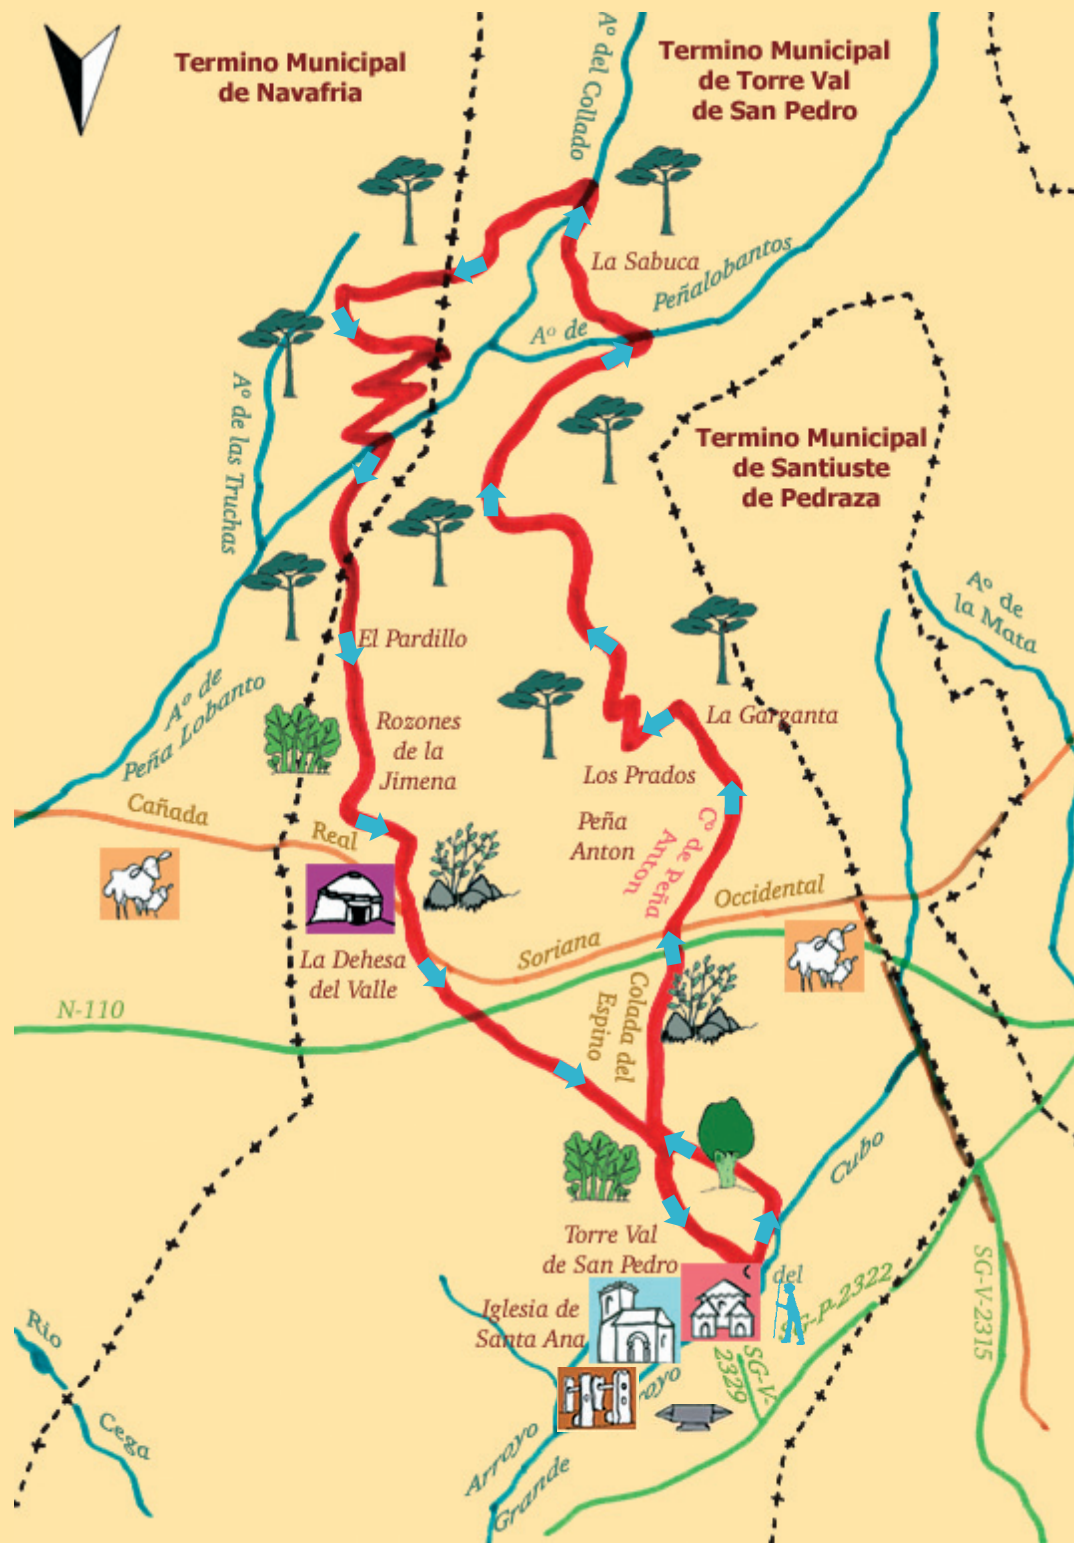 Termino Municipal
de Navafria
Aº del Collado
Termino Municipal
de Torre Val
de San Pedro
La Sabuca
Peñalobantos
Aº de
Aº de las Truchas
Termino Municipal
de Santiuste
de Pedraza
Aº de
la Mata
El Pardillo
Aº de
Peña Lobanto
Rozones
de la
Jimena
La Garganta
Los Prados
Peña
Anton
Cº de Peña
Anton
Cañada
Real
Soriana
Occidental
La Dehesa
del Valle
N-110
Colada del
Espino
Cubo
del
Torre Val
de San Pedro
Iglesia de
Santa Ana
SG-P-2322
SG-V-2315
SG-V-
2329
royo
Arroyo
Grande
Rio
Cega